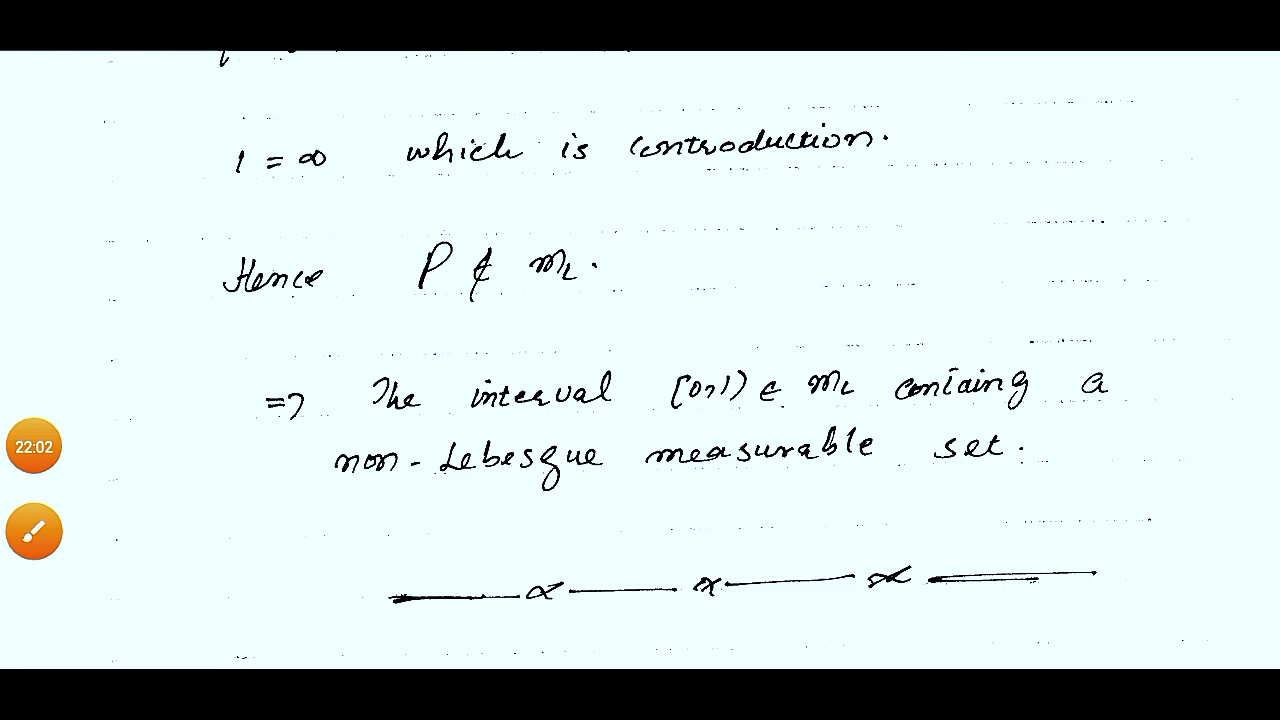 1 = ∞ which is controduction.
Hence P ∉ m_L.
=> The interval [0,1) ∈ m_L containg a
non-Lebesgue measurable set.
22:02